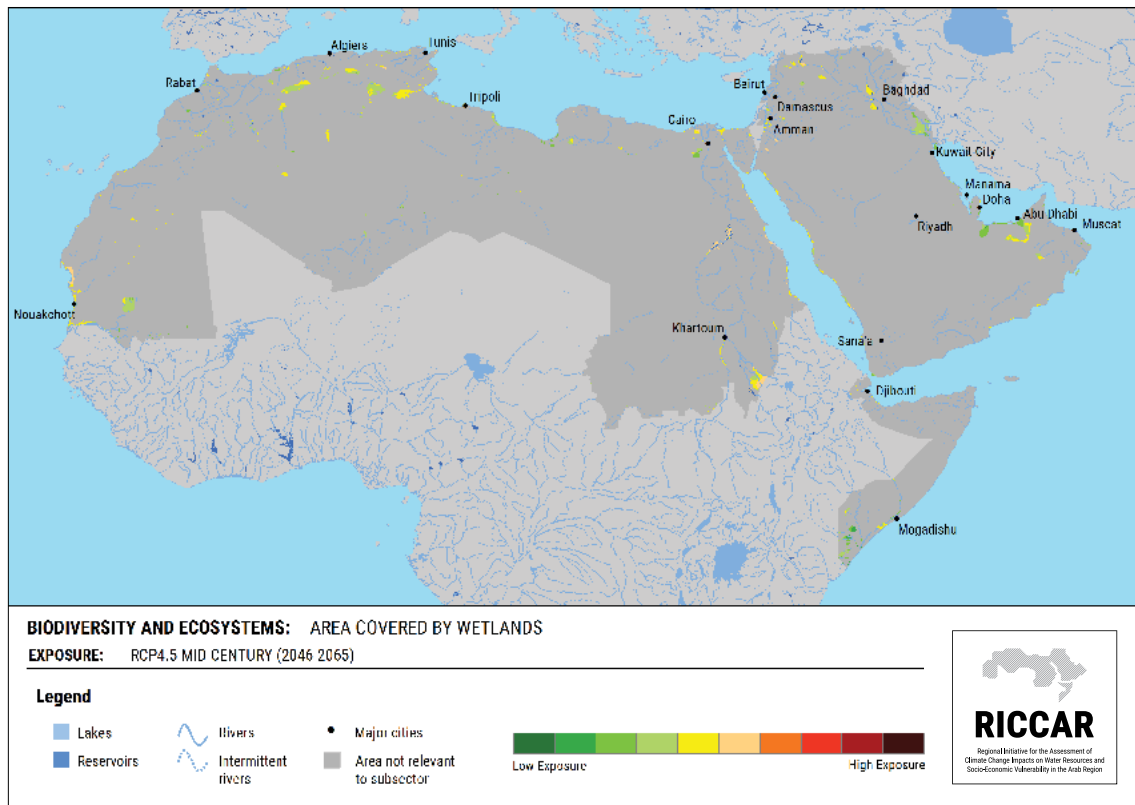 Algiers
Tunis
Rabat
Tripoli
Beirut
Baghdad
Damascus
Cairo
Amman
Kuwait City
Manama
Doha
Abu Dhabi
Riyadh
Muscat
Nouakchott
Khartoum
Sana'a
Djibouti
Mogadishu
BIODIVERSITY AND ECOSYSTEMS: AREA COVERED BY WETLANDS
EXPOSURE: RCP4.5 MID CENTURY (2046 2065)
Legend
Lakes
Rivers
Major cities
Reservoirs
Intermittent
rivers
Area not relevant
to subsector
Low Exposure
High Exposure
RICCAR
Regional Initiative for the Assessment of
Climate Change Impacts on Water Resources and
Socio-Economic Vulnerability in the Arab Region